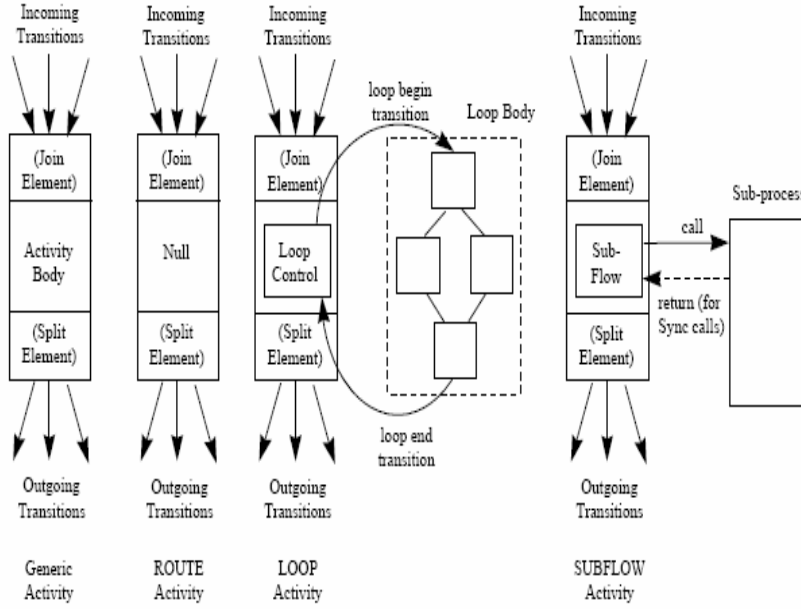 Incoming
Transitions
Incoming
Transitions
Incoming
Transitions
Incoming
Transitions
loop begin
transition
Loop Body
(Join
Element)
(Join
Element)
(Join
Element)
(Join
Element)
Sub-process
Activity
Body
Null
Loop
Control
Sub-
Flow
call
return (for
Sync calls)
(Split
Element)
(Split
Element)
(Split
Element)
(Split
Element)
loop end
transition
Outgoing
Transitions
Outgoing
Transitions
Outgoing
Transitions
Outgoing
Transitions
Generic
Activity
ROUTE
Activity
LOOP
Activity
SUBFLOW
Activity